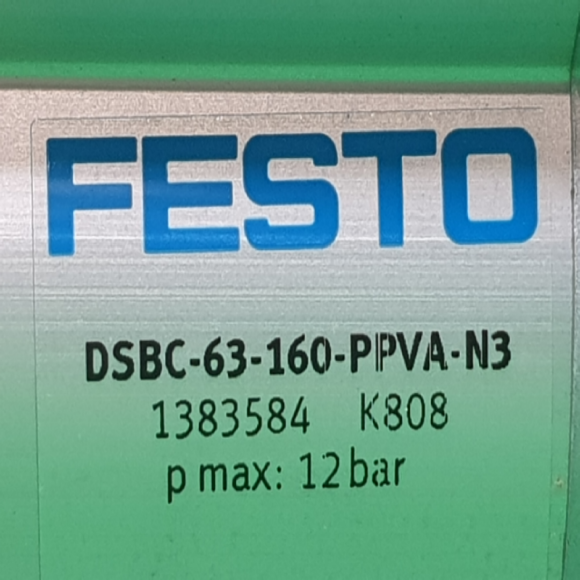 FESTO
DSBC-63-160-PPVA-N3
1383584 K808
p max: 12 bar